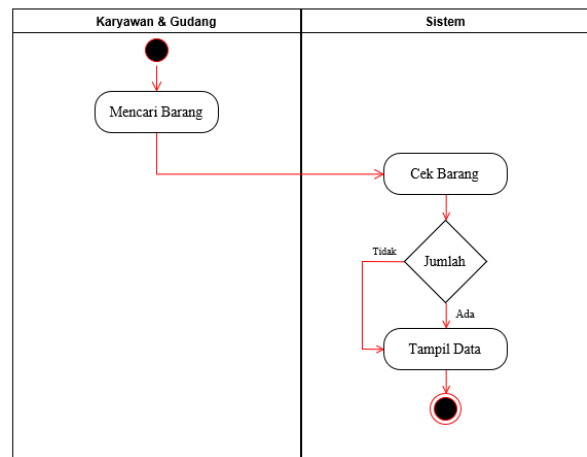 Karyawan & Gudang
Sistem
Mencari Barang
Cek Barang
Jumlah
Tidak
Ada
Tampil Data